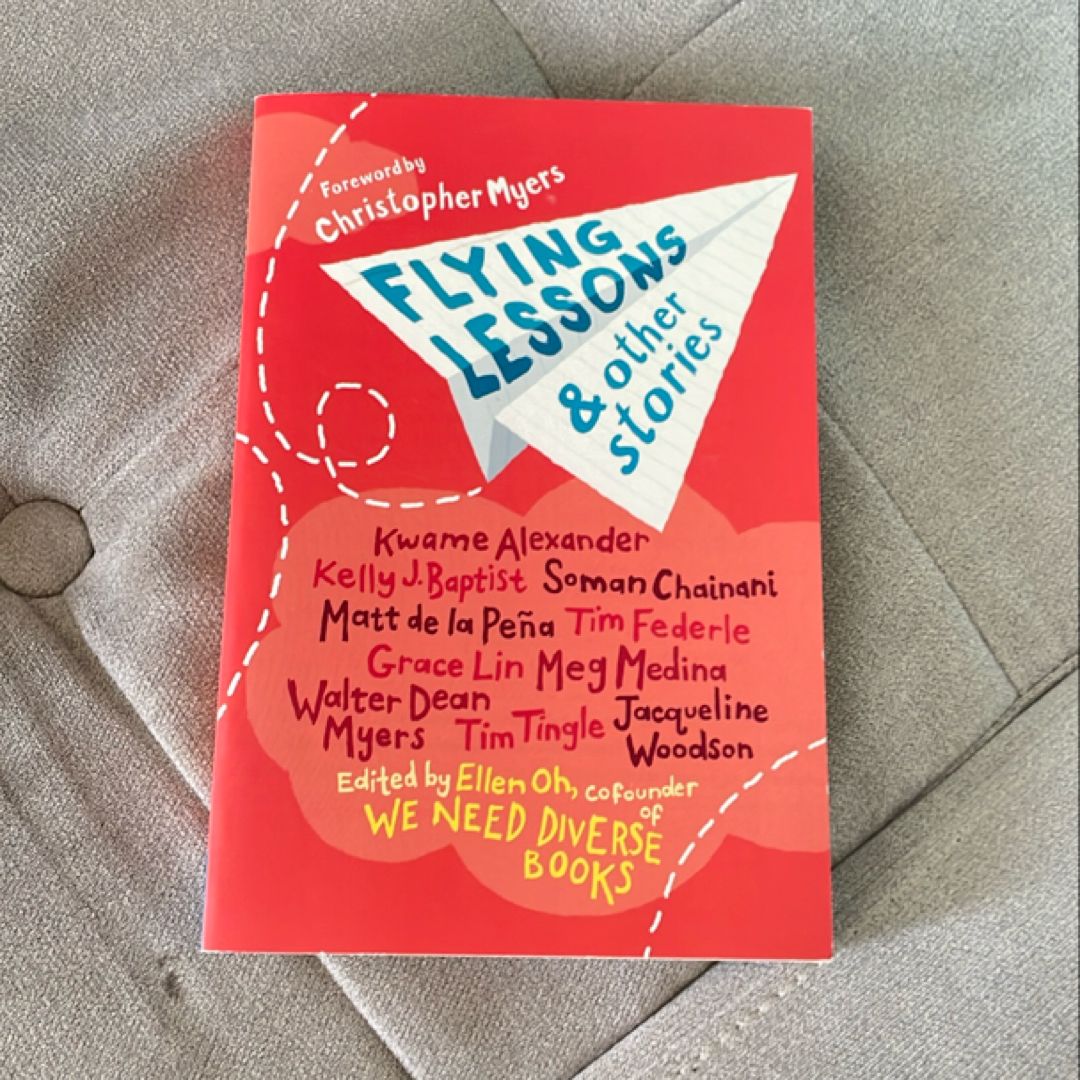 Foreword by
Christopher Myers
FLYING
LESSONS
& other
stories
Kwame Alexander
Kelly J. Baptist Soman Chainani
Matt de la Peña Tim Federle
Grace Lin Meg Medina
Walter Dean Myers Tim Tingle Jacqueline Woodson
Edited by Ellen Oh, cofounder
of
WE NEED DIVERSE
BOOKS